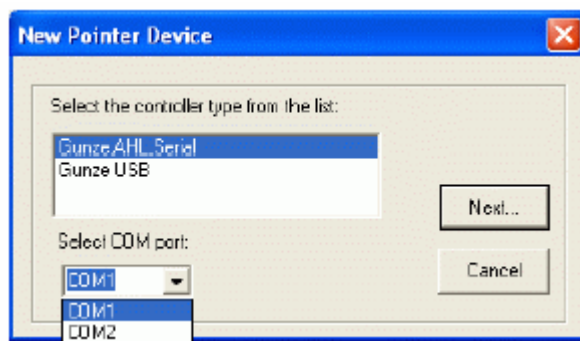 New Pointer Device
Select the controller type from the list:
Gunze AHL.Serial
Gunze USB
Next...
Select COM port:
COM1
Cancel
COM1
COM2